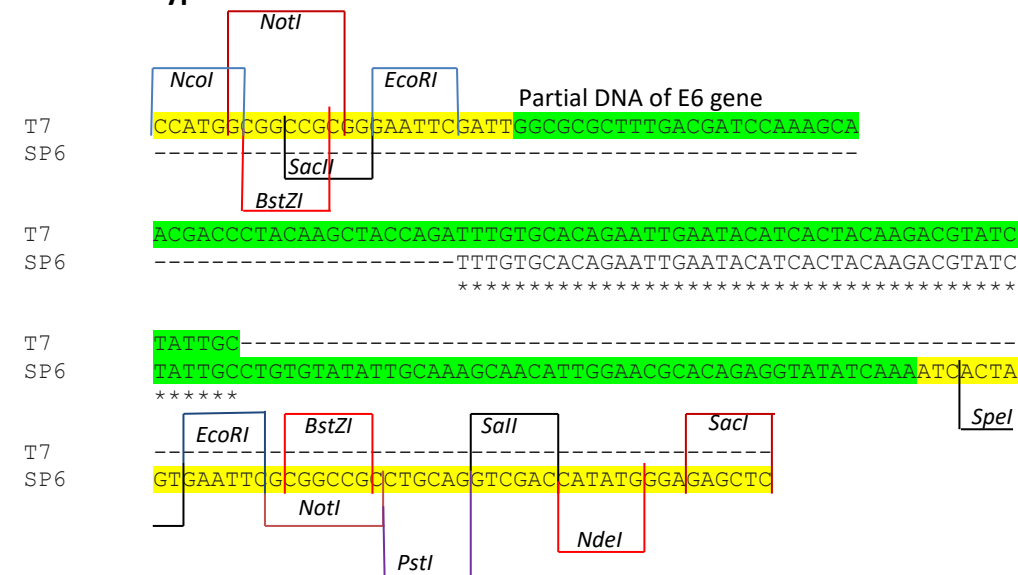 NotI
NcoI EcoRI
Partial DNA of E6 gene
T7 CCATGGCGGCCGCGGGAATTCGATTGGCGCGCTTTGACGATCCAAAGCA
SP6 -------------------------------------------------
SacII
BstZI
T7 ACGACCCTACAAGCTACCAGATTTGTGCACAGAATTGAATACATCACTACAAGACGTATC
SP6 ---------------------TTTGTGCACAGAATTGAATACATCACTACAAGACGTATC
***************************************
T7 TATTGC------------------------------------------------------
SP6 TATTGCCTGTGTATATTGCAAAGCAACATTGGAACGCACAGAGGTATATCAAAATCACTA
******
SpeI
EcoRI BstZI SalI SacI
T7 -------------------------------------------
SP6 GTGAATTCGCGGCCGCCTGCAGGTCGACCATATGGGAGAGCTC
NotI
NdeI
PstI